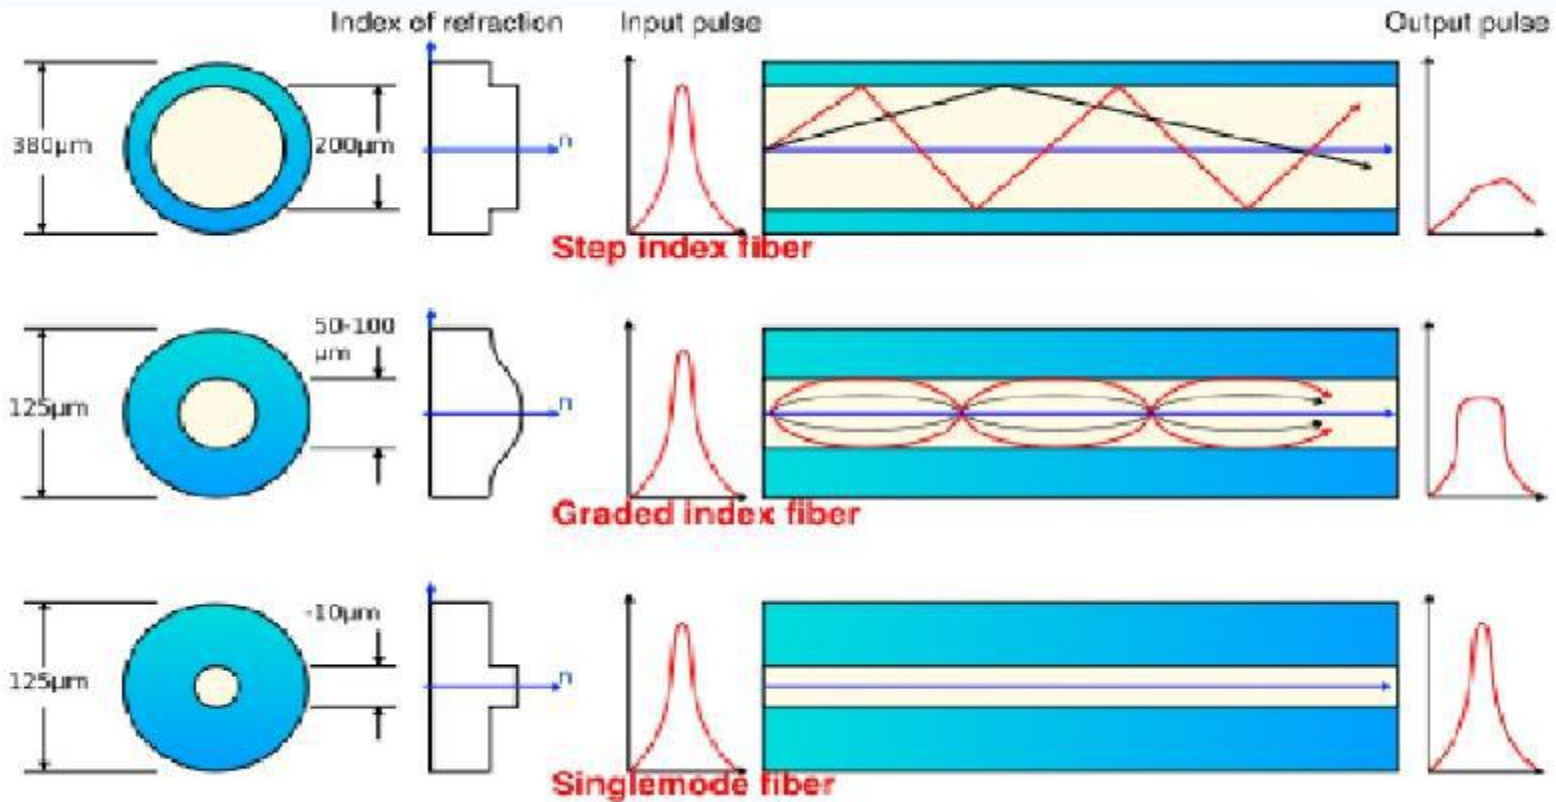 Index of refraction
Input pulse
Output pulse
380µm
200µm
n
Step index fiber
50-100
µm
125µm
n
Graded index fiber
-10µm
125µm
n
Singlemode fiber